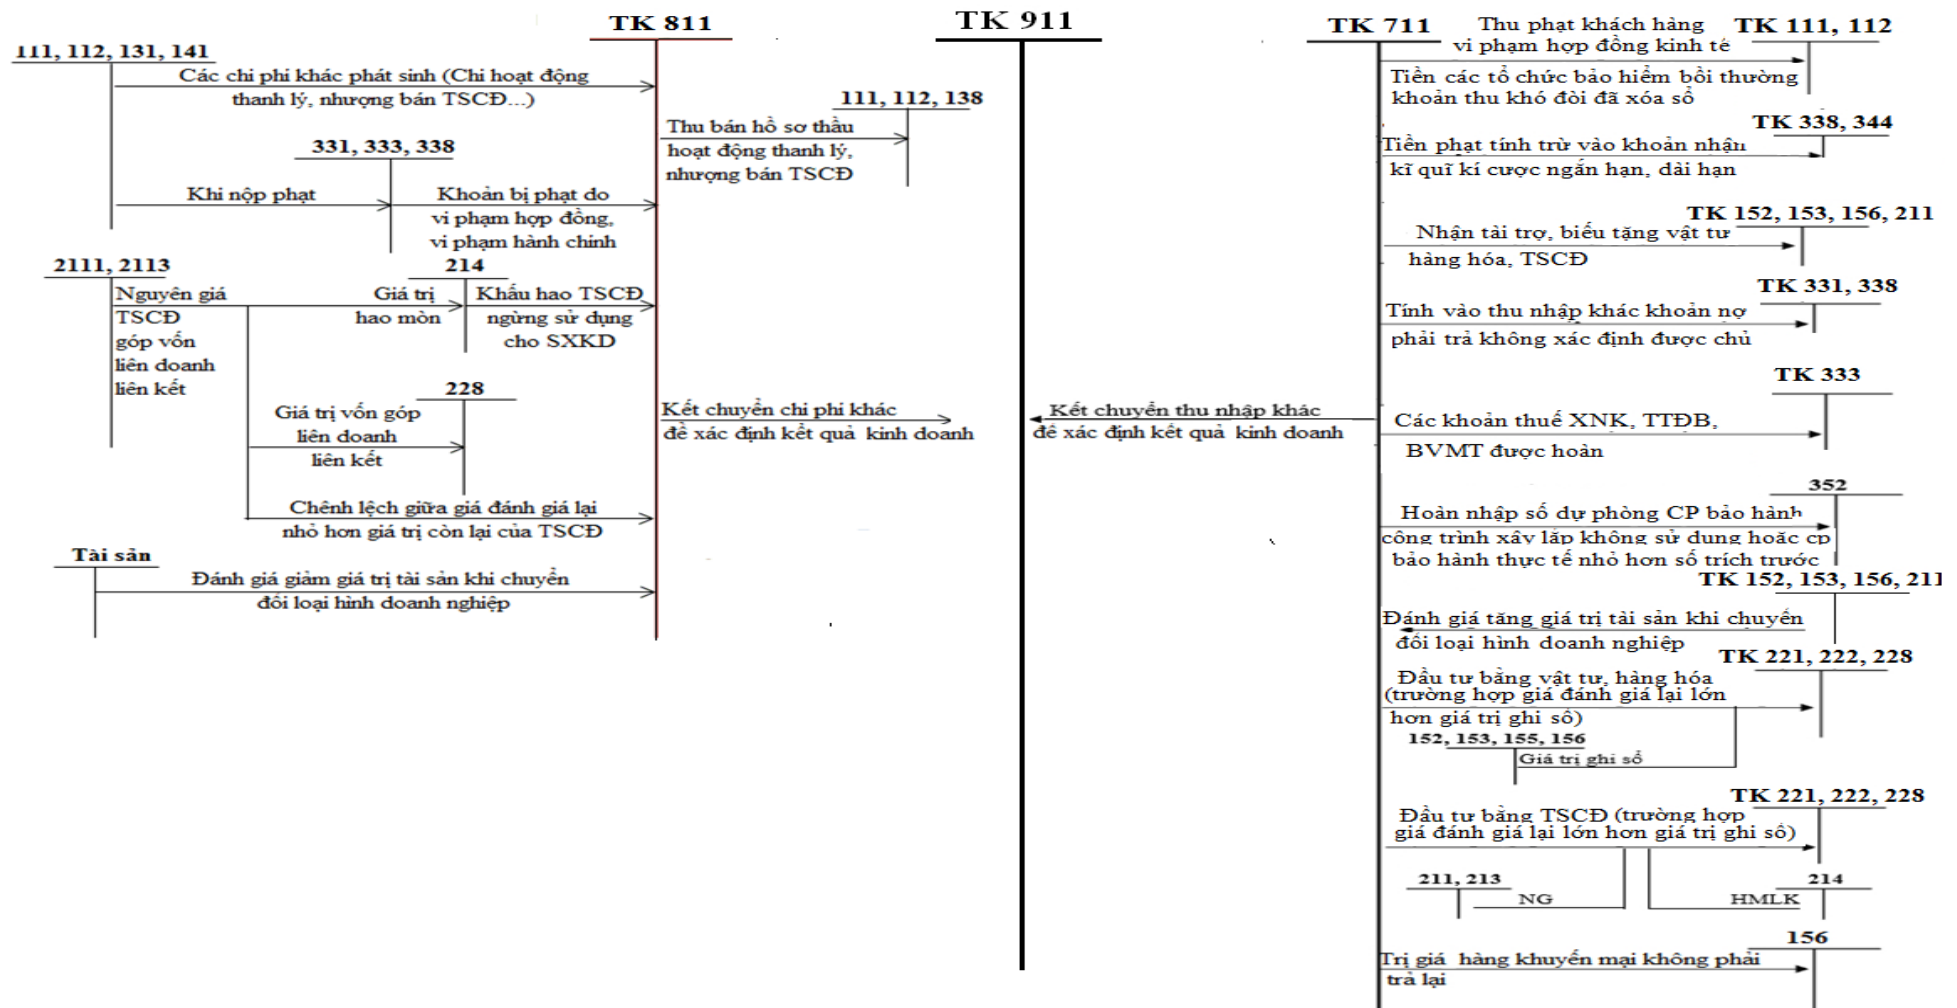 TK 811
TK 911
TK 711
111, 112, 131, 141
Các chi phí khác phát sinh (Chi hoạt động
thanh lý, nhượng bán TSCĐ...)
331, 333, 338
Khi nộp phạt
Khoản bị phạt do
vi phạm hợp đồng,
vi phạm hành chính
2111, 2113
Nguyên giá
TSCĐ
góp vốn
liên doanh
liên kết
Giá trị
hao mòn
214
Khấu hao TSCĐ
ngừng sử dụng
cho SXKD
228
Giá trị vốn góp
liên doanh
liên kết
Chênh lệch giữa giá đánh giá lại
nhỏ hơn giá trị còn lại của TSCĐ
Tài sản
Đánh giá giảm giá trị tài sản khi chuyển
đổi loại hình doanh nghiệp
111, 112, 138
Thu bán hồ sơ thầu
hoạt động thanh lý,
nhượng bán TSCĐ
Kết chuyển chi phí khác
để xác định kết quả kinh doanh
Kết chuyển thu nhập khác
để xác định kết quả kinh doanh
Thu phạt khách hàng
vi phạm hợp đồng kinh tế
TK 111, 112
Tiền các tổ chức bảo hiểm bồi thường
khoản thu khó đòi đã xóa sổ
TK 338, 344
Tiền phạt tính trừ vào khoản nhận
kĩ quĩ kí cược ngắn hạn, dài hạn
TK 152, 153, 156, 211
Nhận tài trợ, biếu tặng vật tư
hàng hóa, TSCĐ
TK 331, 338
Tính vào thu nhập khác khoản nợ
phải trả không xác định được chủ
TK 333
Các khoản thuế XNK, TTĐB,
BVMT được hoàn
352
Hoàn nhập số dự phòng CP bảo hành
công trình xây lắp không sử dụng hoặc cp
bảo hành thực tế nhỏ hơn số trích trước
TK 152, 153, 156, 211
Đánh giá tăng giá trị tài sản khi chuyển
đổi loại hình doanh nghiệp
TK 221, 222, 228
Đầu tư bằng vật tư, hàng hóa
(trường hợp giá đánh giá lại lớn
hơn giá trị ghi sổ)
152, 153, 155, 156
Giá trị ghi sổ
TK 221, 222, 228
Đầu tư bằng TSCĐ (trường hợp
giá đánh giá lại lớn hơn giá trị ghi sổ)
211, 213
NG
214
HMLK
156
Trị giá hàng khuyến mại không phải
trả lại